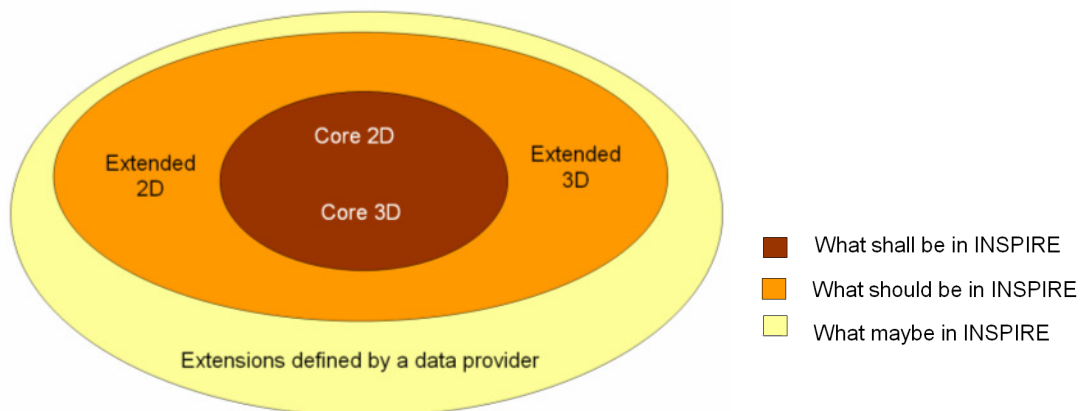 Core 2D
Extended
2D
Extended
3D
Core 3D
What shall be in INSPIRE
What should be in INSPIRE
What maybe in INSPIRE
Extensions defined by a data provider